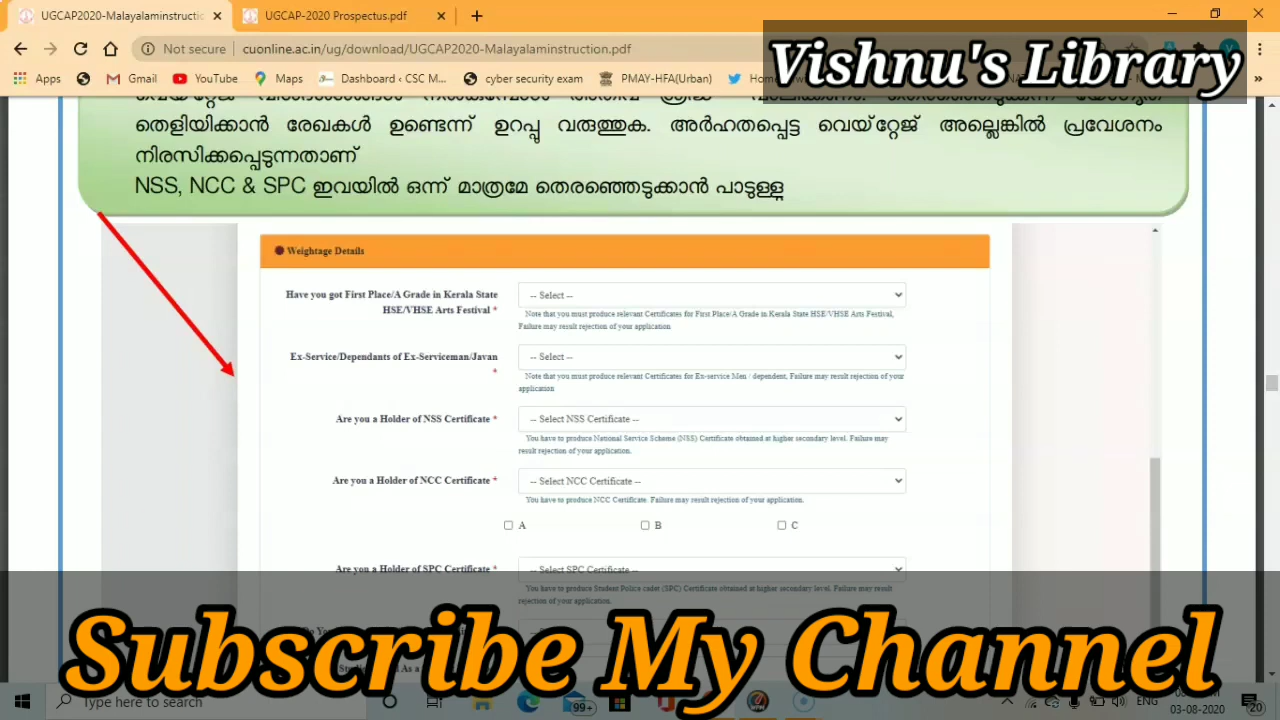 UGCAP2020-Malayalaminstructi
UGCAP2020Prospectus.pdf
Not secure
cuonline.ac.in/ug/download/UGCAP2020-Malayalaminstruction.pdf
Vishnu's Library
Apps
Gmail
YouTube
Maps
Dashboard ‹ CSC M...
cyber security exam
PMAY-HFA(Urban)
തെളിയിക്കാൻ രേഖകൾ ഉണ്ടെന്ന് ഉറപ്പു വരുത്തുക. അർഹതപ്പെട്ട വെയ്റ്റേജ് അല്ലെങ്കിൽ പ്രവേശനം
നിരസിക്കപ്പെടുന്നതാണ്
NSS, NCC & SPC ഇവയിൽ ഒന്ന് മാത്രമേ തെരഞ്ഞെടുക്കാൻ പാടുള്ളൂ
Weightage Details
Have you got First Place/A Grade in Kerala State
HSE/VHSE Arts Festival *
-- Select --
Note that you must produce relevant Certificates for First Place/A Grade in Kerala State HSE/VHSE Arts Festival,
Failure may result rejection of your application
Ex-Service/Dependants of Ex-Serviceman/Javan
*
-- Select --
Note that you must produce relevant Certificates for Ex-service Men / dependent, Failure may result rejection of your
application
Are you a Holder of NSS Certificate *
-- Select NSS Certificate --
You have to produce National Service Scheme (NSS) Certificate obtained at higher secondary level. Failure may
result rejection of your application.
Are you a Holder of NCC Certificate *
-- Select NCC Certificate --
You have to produce NCC Certificate. Failure may result rejection of your application.
A
B
C
Are you a Holder of SPC Certificate *
-- Select SPC Certificate --
You have to produce Student Police cadet (SPC) Certificate obtained at higher secondary level. Failure may result
rejection of your application.
Subscribe My Channel
Type here to search
99+
ENG
03-08-2020
20